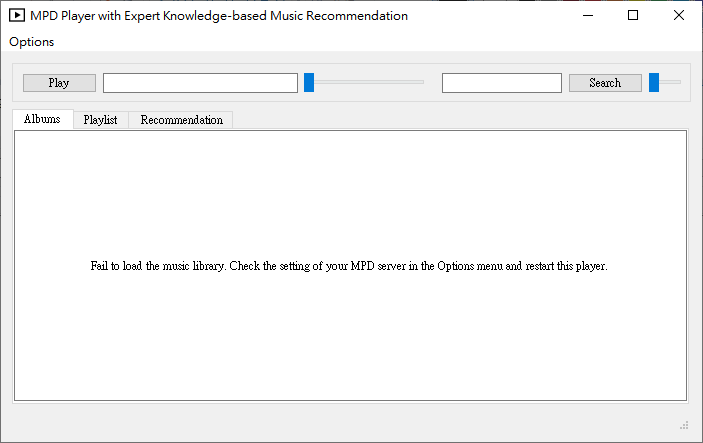 MPD Player with Expert Knowledge-based Music Recommendation
Options
Play
Search
Albums
Playlist
Recommendation
Fail to load the music library. Check the setting of your MPD server in the Options menu and restart this player.